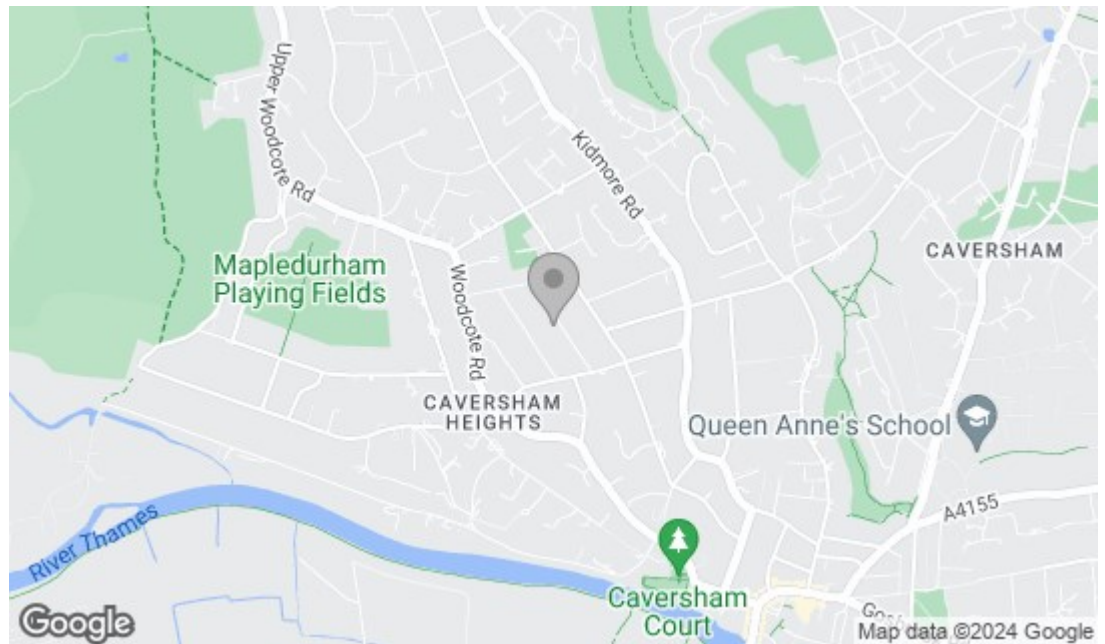 Upper Woodcote Rd
Kidmore Rd
CAVERSHAM
Mapledurham
Playing Fields
Woodcote Rd
CAVERSHAM
HEIGHTS
Queen Anne's School
A4155
River Thames
Caversham
Court
Google
Map data ©2024 Google